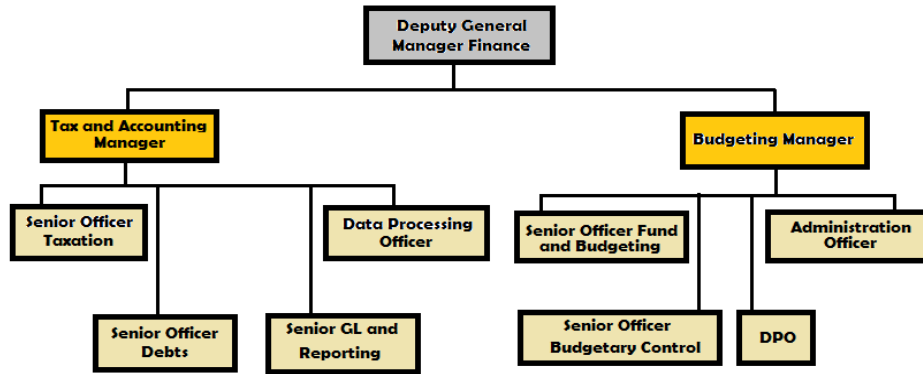 Deputy General
Manager Finance
Tax and Accounting
Manager
Budgeting Manager
Senior Officer
Taxation
Data Processing
Officer
Senior Officer Fund
and Budgeting
Administration
Officer
Senior Officer
Debts
Senior GL and
Reporting
Senior Officer
Budgetary Control
DPO